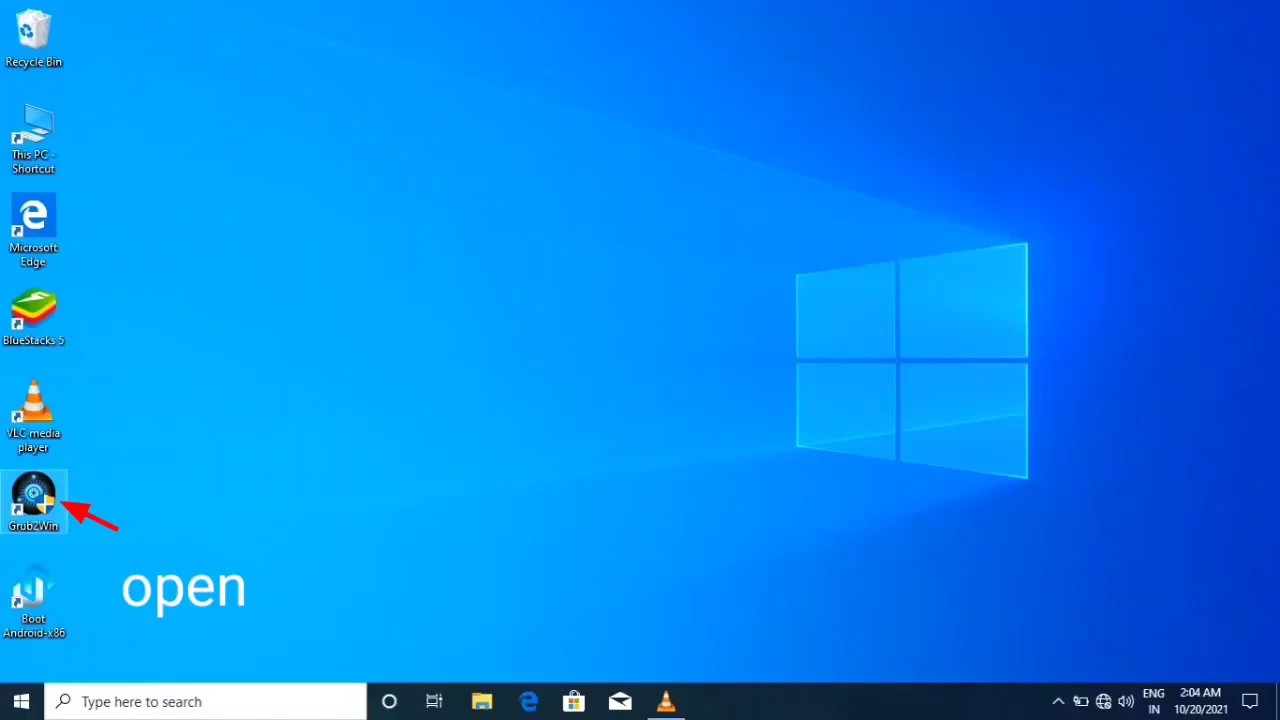 Recycle Bin
This PC -
Shortcut
Microsoft
Edge
BlueStacks 5
VLC media
player
Grub2Win
open
Boot
Android-x86
Type here to search
ENG
IN
2:04 AM
10/20/2021